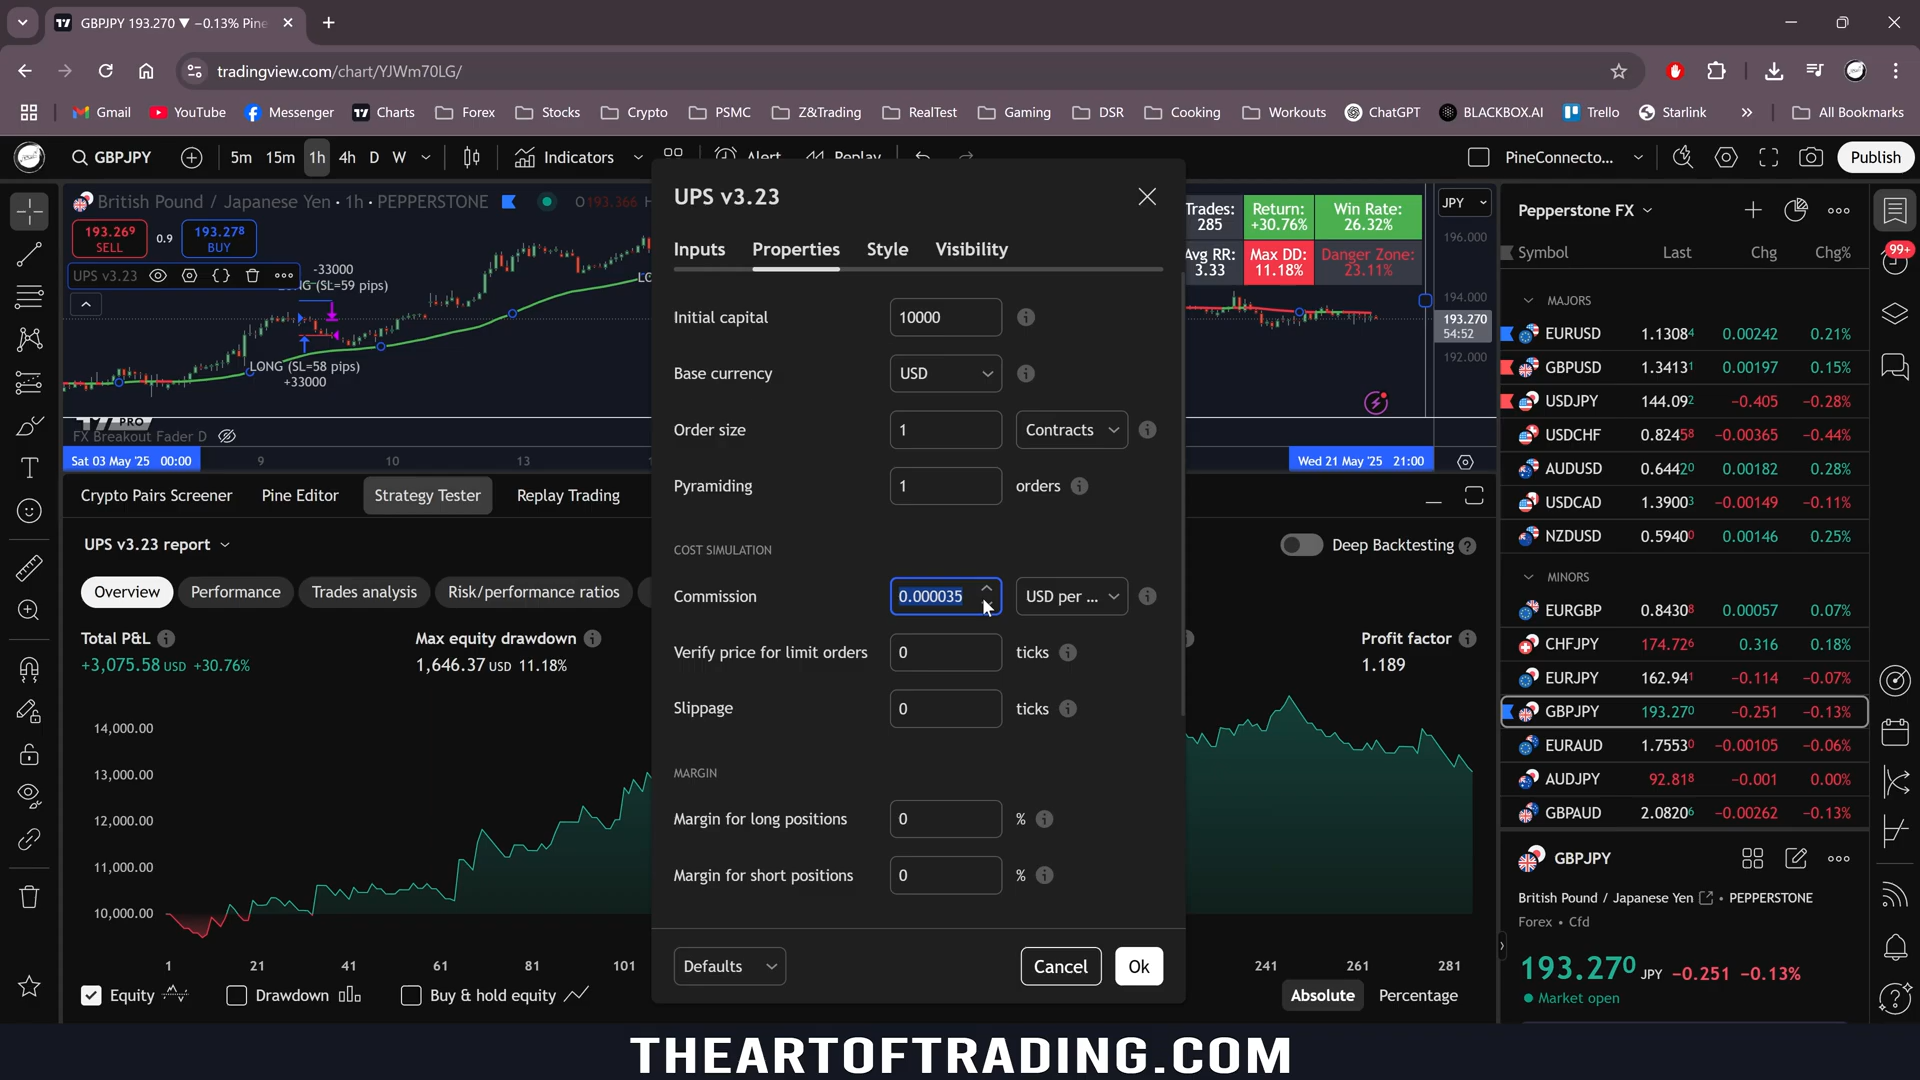 GBPJPY 193.270 ▼ −0.13% Pine
tradingview.com/chart/YJWm70LG/
Gmail YouTube Messenger Charts Forex Stocks Crypto PSMC Z&Trading RealTest Gaming DSR Cooking Workouts ChatGPT BLACKBOX.AI Trello Starlink » All Bookmarks
GBPJPY 5m 15m 1h 4h D W Indicators Alert Replay PineConnecto... Publish
British Pound / Japanese Yen · 1h · PEPPERSTONE
193.269 SELL 0.9 193.278 BUY
UPS v3.23
-33000
(SL=59 pips)
LONG (SL=58 pips)
+33000
PRO
FX Breakout Fader D
Sat 03 May '25 00:00 9 10 13 Wed 21 May '25 21:00
Trades: 285 Return: +30.76% Win Rate: 26.32%
Avg RR: 3.33 Max DD: 11.18% Danger Zone: 23.11%
JPY
196.000
194.000
193.270
54:52
192.000
Crypto Pairs Screener Pine Editor Strategy Tester Replay Trading
UPS v3.23 report
Deep Backtesting
Overview Performance Trades analysis Risk/performance ratios
Total P&L Max equity drawdown Profit factor
+3,075.58 USD +30.76% 1,646.37 USD 11.18% 1.189
14,000.00
13,000.00
12,000.00
11,000.00
10,000.00
1 21 41 61 81 101 241 261 281
Equity Drawdown Buy & hold equity Absolute Percentage
UPS v3.23
Inputs Properties Style Visibility
Initial capital 10000
Base currency USD
Order size 1 Contracts
Pyramiding 1 orders
COST SIMULATION
Commission 0.000035 USD per ...
Verify price for limit orders 0 ticks
Slippage 0 ticks
MARGIN
Margin for long positions 0 %
Margin for short positions 0 %
Defaults Cancel Ok
Pepperstone FX
99+
Symbol Last Chg Chg%
MAJORS
EURUSD 1.13084 0.00242 0.21%
GBPUSD 1.34131 0.00197 0.15%
USDJPY 144.092 −0.405 −0.28%
USDCHF 0.82458 −0.00365 −0.44%
AUDUSD 0.64420 0.00182 0.28%
USDCAD 1.39003 −0.00149 −0.11%
NZDUSD 0.59400 0.00146 0.25%
MINORS
EURGBP 0.84308 0.00057 0.07%
CHFJPY 174.726 0.316 0.18%
EURJPY 162.941 −0.114 −0.07%
GBPJPY 193.270 −0.251 −0.13%
EURAUD 1.75530 −0.00105 −0.06%
AUDJPY 92.818 −0.001 0.00%
GBPAUD 2.08206 −0.00262 −0.13%
GBPJPY
British Pound / Japanese Yen • PEPPERSTONE
Forex • Cfd
193.270 JPY −0.251 −0.13%
Market open
THEARTOFTRADING.COM